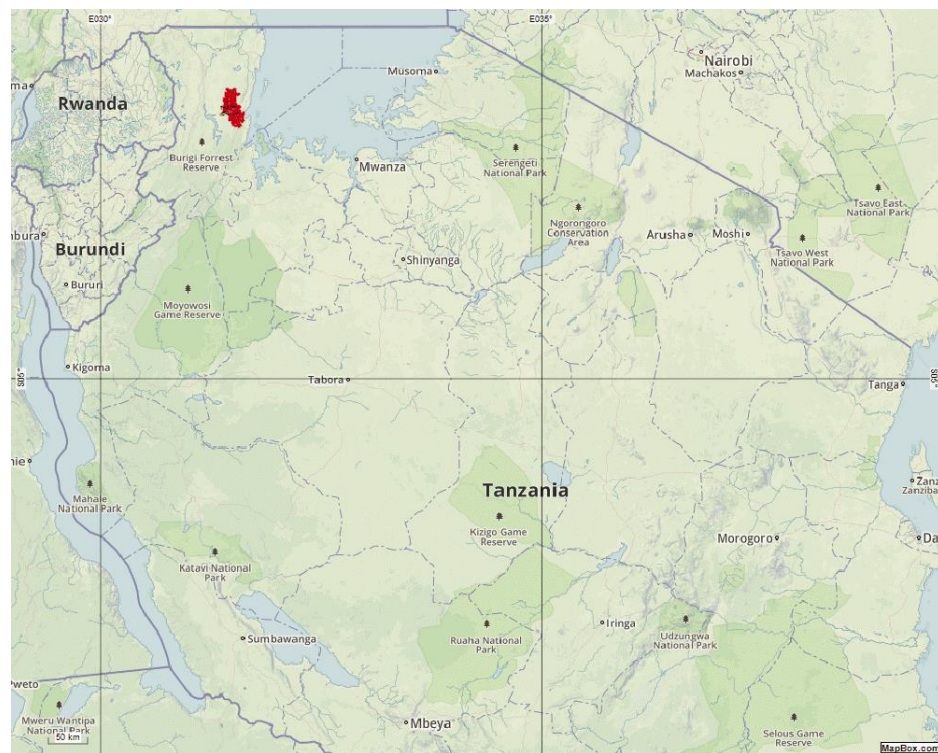 E030°
E035°
Nairobi
Machakos
Musoma
Rwanda
Burigi Forrest
Reserve
Mwanza
Serengeti
National Park
Tsavo East
National Park
Ngorongoro
Conservation
Area
Arusha
Moshi
Tsavo West
National Park
Burundi
Bururi
Shinyanga
Moyowosi
Game Reserve
Kigoma
Tabora
S05°
S05°
Tanga
Mahale
National Park
Tanzania
Kizigo Game
Reserve
Morogoro
Katavi National
Park
Sumbawanga
Ruaha National
Park
Iringa
Udzungwa
National Park
Pweto
Mweru Wantipa
National Park
50 km
Mbeya
Selous Game
Reserve
MapBox.com